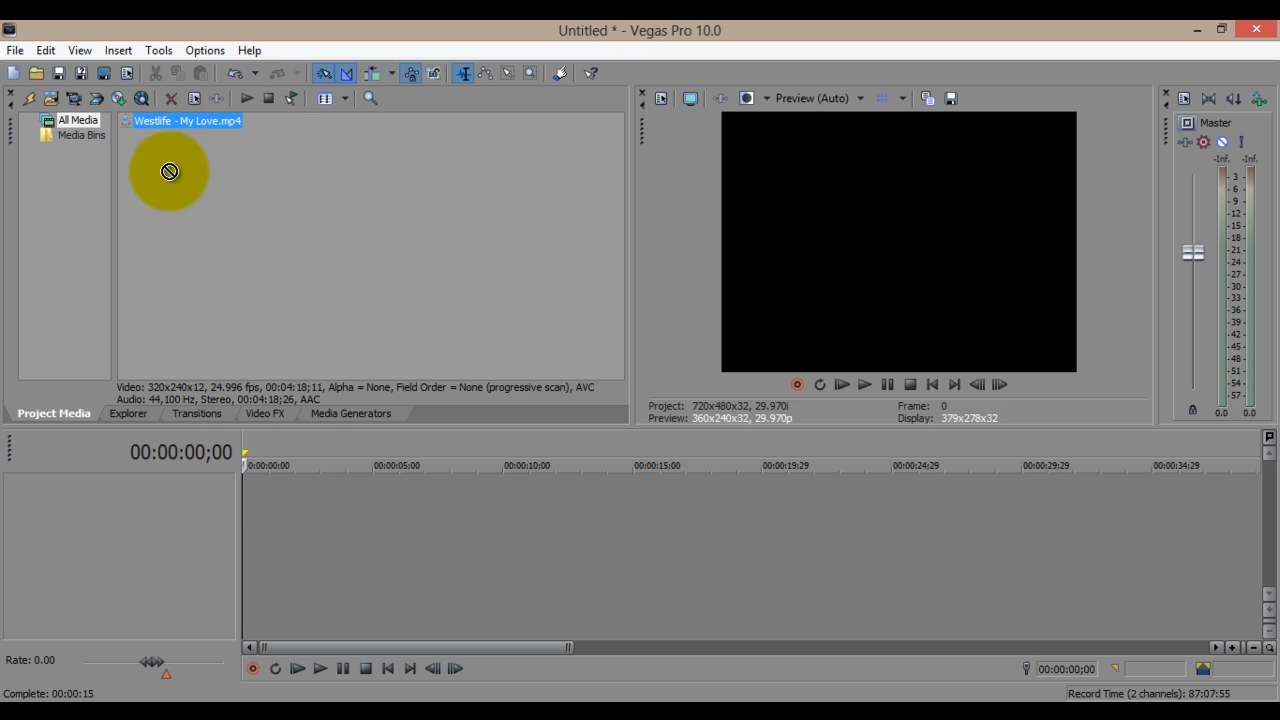 Untitled * - Vegas Pro 10.0
File Edit View Insert Tools Options Help
Preview (Auto)
All Media
Media Bins
Westlife - My Love.mp4
Master
-Inf. -Inf.
- 3 -
- 6 -
- 9 -
-12-
-15-
-18-
-21-
-24-
-27-
-30-
-33-
-36-
-39-
-42-
-45-
-48-
-51-
-54-
-57-
0.0 0.0
Video: 320x240x12, 24.996 fps, 00:04:18;11, Alpha = None, Field Order = None (progressive scan), AVC
Audio: 44,100 Hz, Stereo, 00:04:18;26, AAC
Project Media Explorer Transitions Video FX Media Generators
Project: 720x480x32, 29.970i
Preview: 360x240x32, 29.970p
Frame: 0
Display: 379x278x32
00:00:00;00
0:00:00;00 00:00:05;00 00:00:10;00 00:00:15;00 00:00:19;29 00:00:24;29 00:00:29;29 00:00:34;29
Rate: 0.00
00:00:00;00
Complete: 00:00:15
Record Time (2 channels): 87:07:55